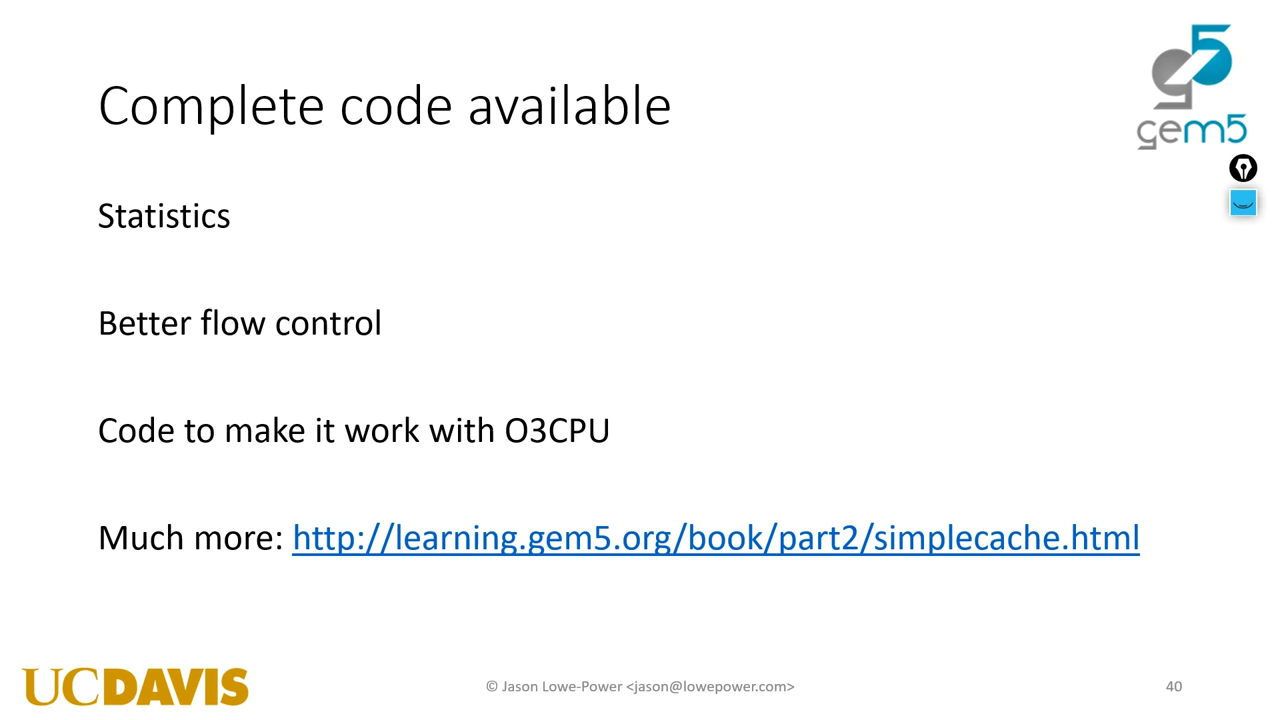 Complete code available
gem5
Statistics
Better flow control
Code to make it work with O3CPU
Much more: http://learning.gem5.org/book/part2/simplecache.html
UCDAVIS
© Jason Lowe-Power <jason@lowepower.com>
40